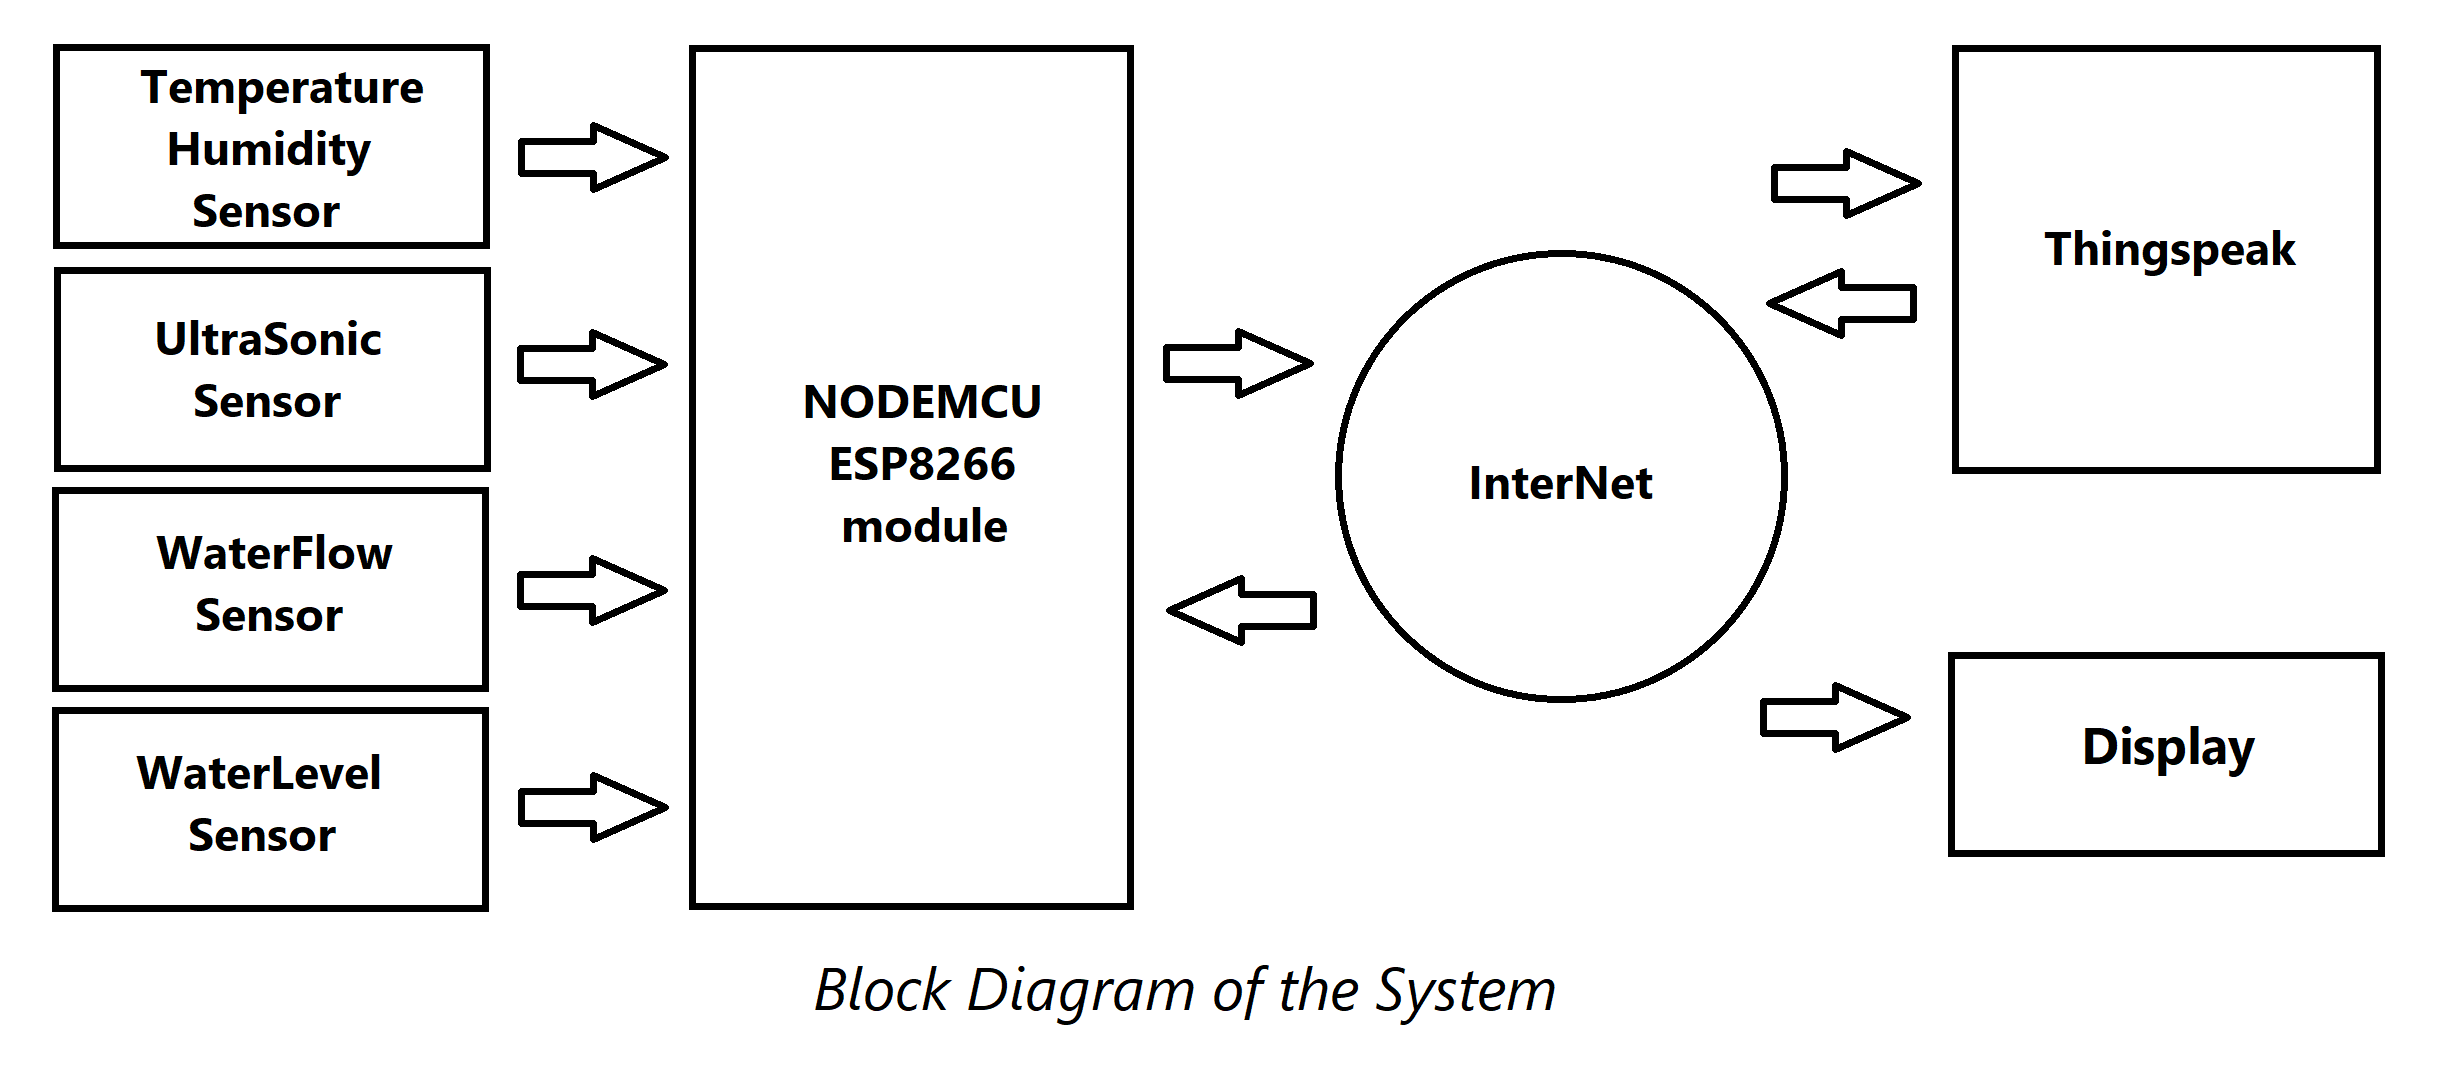 Temperature
Humidity
Sensor
UltraSonic
Sensor
WaterFlow
Sensor
WaterLevel
Sensor
NODEMCU
ESP8266
module
InterNet
Thingspeak
Display
Block Diagram of the System